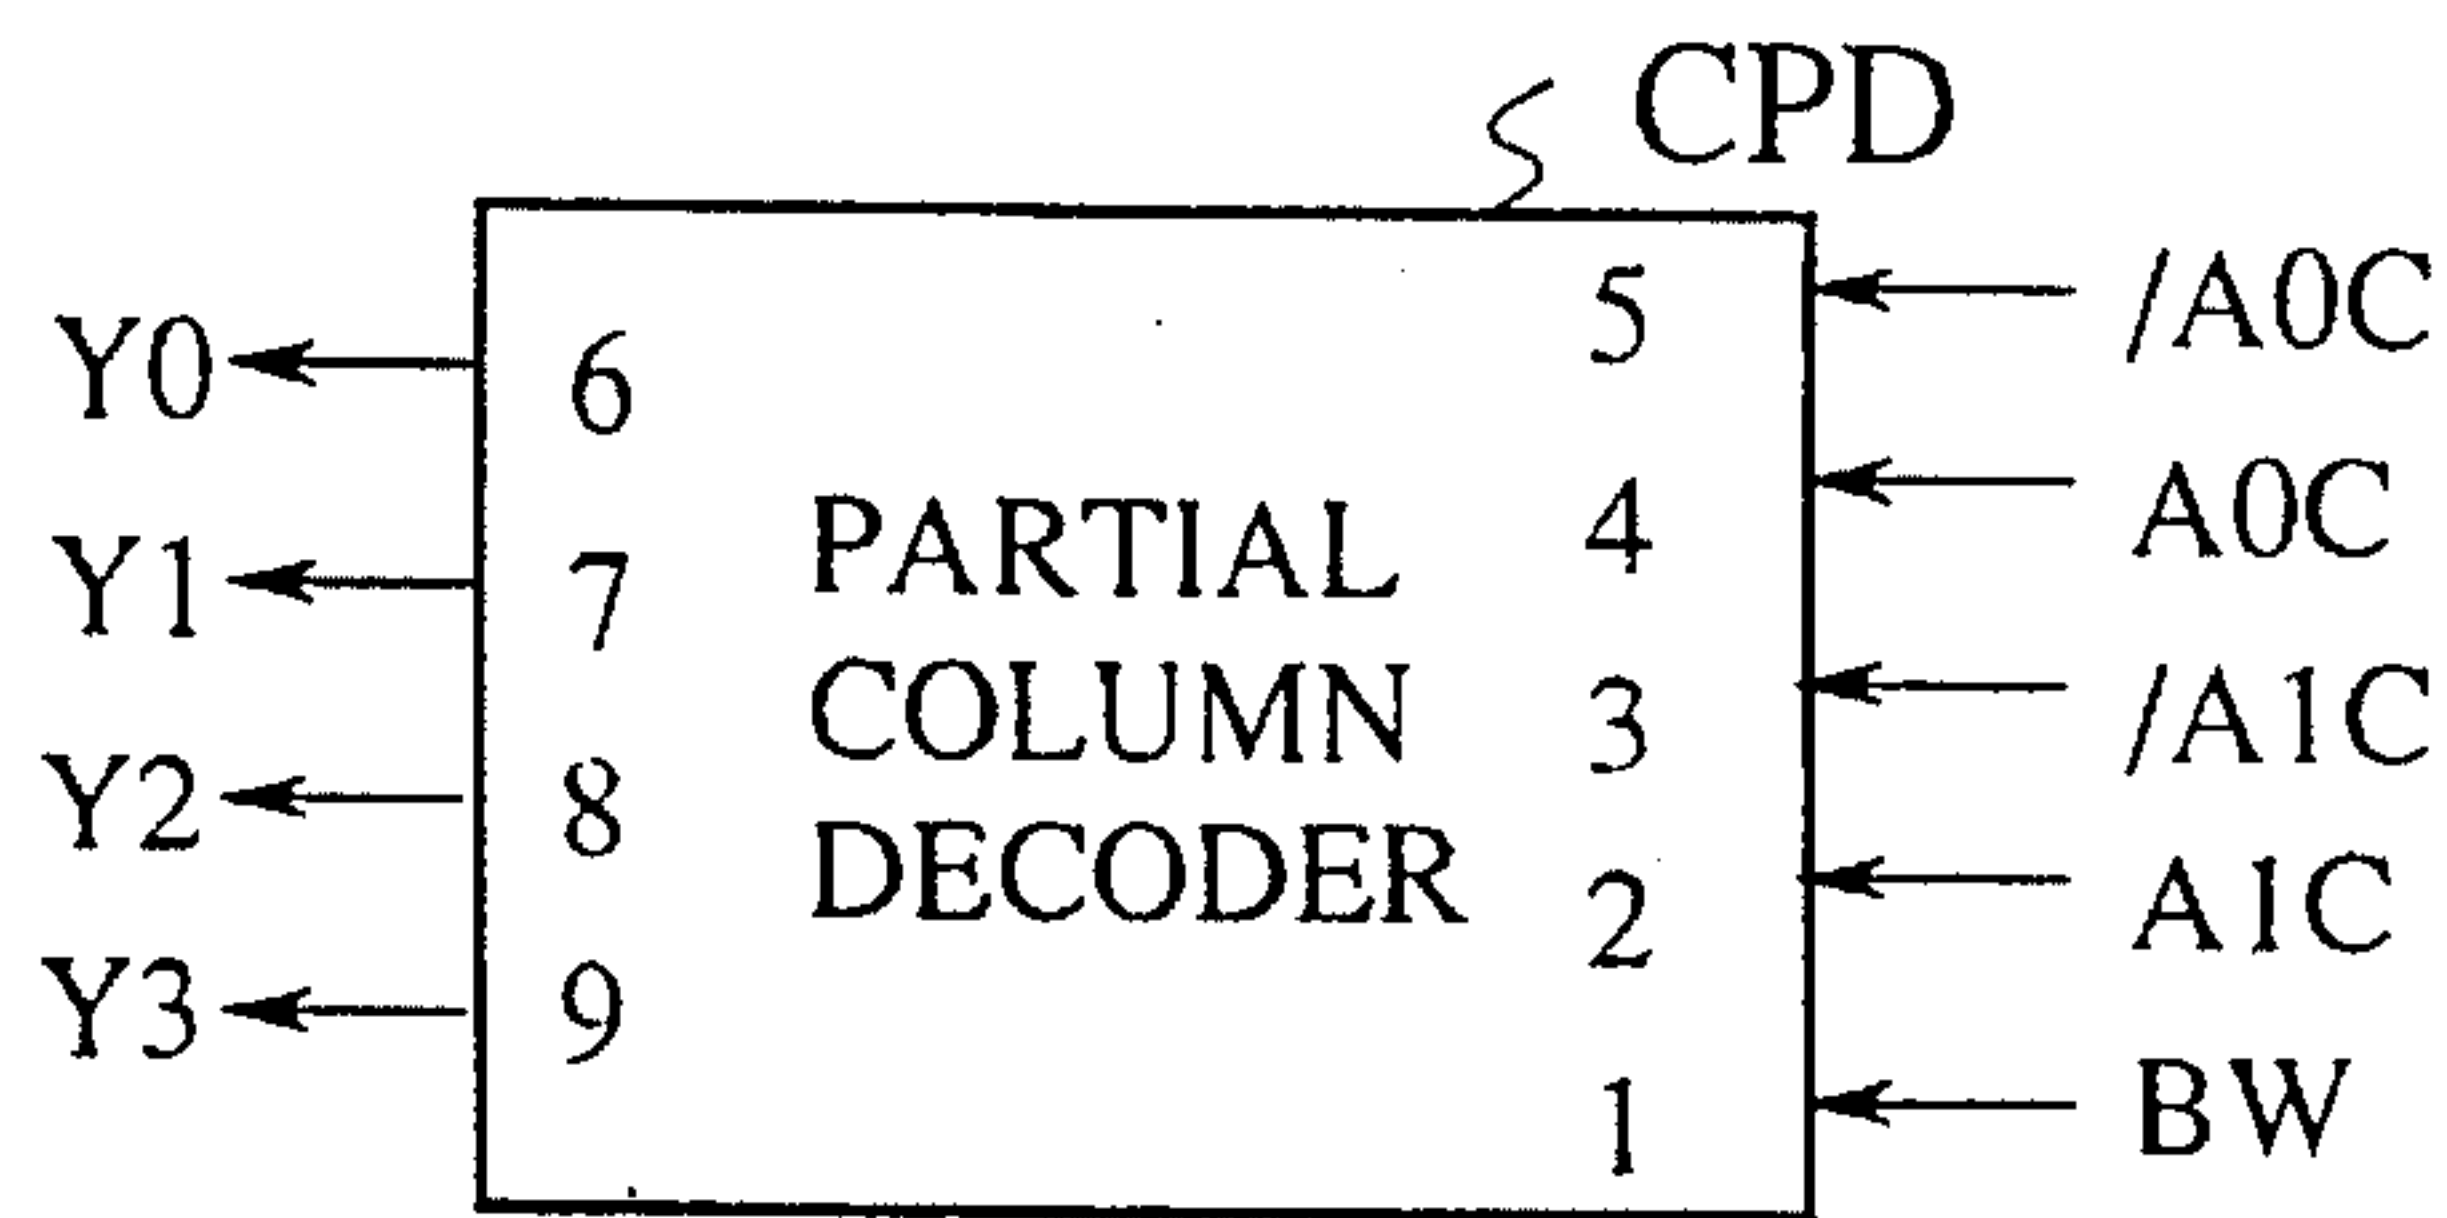 CPD
Y0
Y1
Y2
Y3
6
7
8
9
PARTIAL
COLUMN
DECODER
5
4
3
2
1
/A0C
A0C
/A1C
A1C
BW